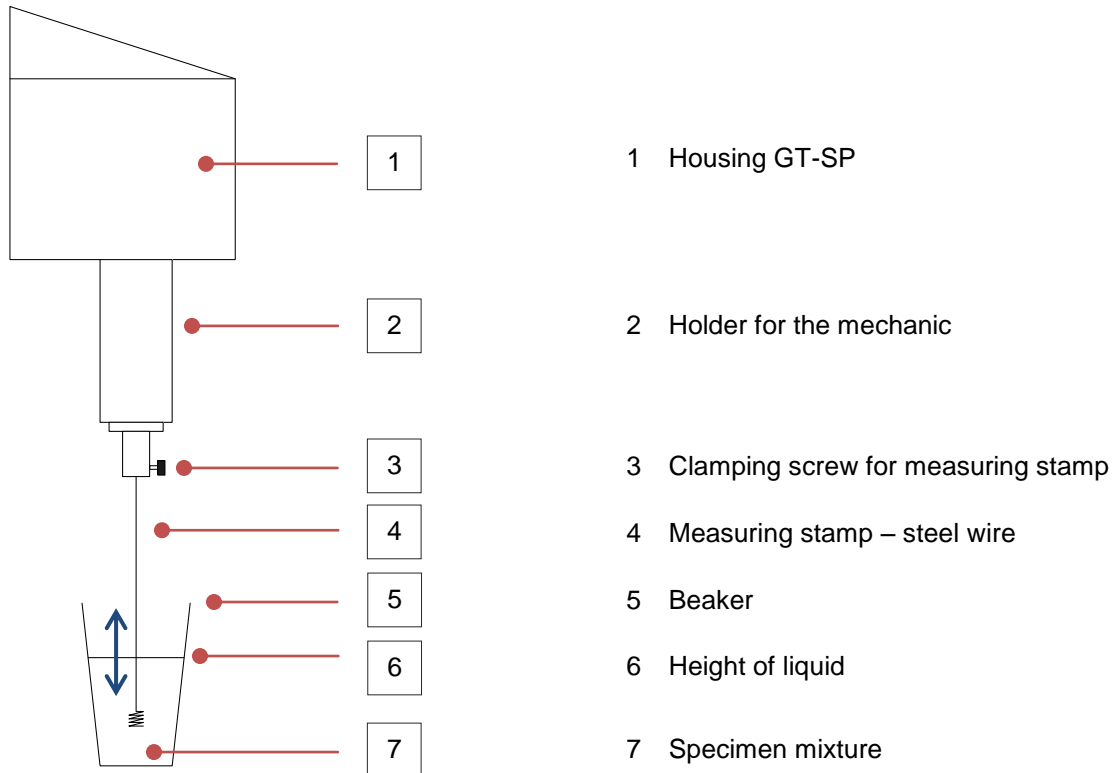 1 1 Housing GT-SP
2 2 Holder for the mechanic
3 3 Clamping screw for measuring stamp
4 4 Measuring stamp – steel wire
5 5 Beaker
6 6 Height of liquid
7 7 Specimen mixture